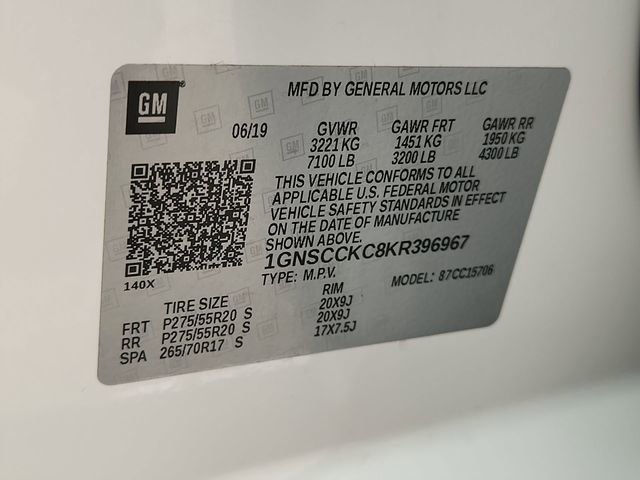 GM
MFD BY GENERAL MOTORS LLC
06/19 GVWR GAWR FRT GAWR RR
3221 KG 1451 KG 1950 KG
7100 LB 3200 LB 4300 LB
THIS VEHICLE CONFORMS TO ALL
APPLICABLE U.S. FEDERAL MOTOR
VEHICLE SAFETY STANDARDS IN EFFECT
ON THE DATE OF MANUFACTURE
SHOWN ABOVE.
1GNSCCKC8KR396967
140X TYPE: M.P.V. MODEL: 87CC15706
TIRE SIZE RIM
FRT P275/55R20 S 20X9J
RR P275/55R20 S 20X9J
SPA 265/70R17 S 17X7.5J